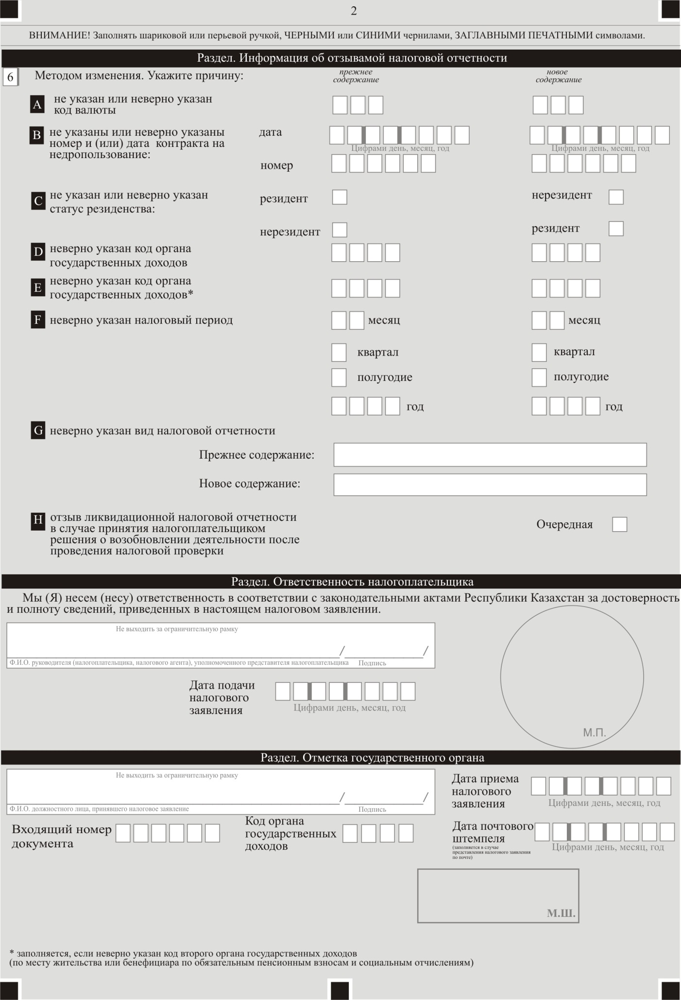 2
ВНИМАНИЕ! Заполнять шариковой или перьевой ручкой, ЧЕРНЫМИ или СИНИМИ чернилами, ЗАГЛАВНЫМИ ПЕЧАТНЫМИ символами.
Раздел. Информация об отзывамой налоговой отчетности
6 Методом изменения. Укажите причину:
прежнее
содержание
новое
содержание
A не указан или неверно указан
код валюты
B не указаны или неверно указаны
номер и (или) дата контракта на
недропользование:
дата
Цифрами день, месяц, год
Цифрами день, месяц, год
номер
C не указан или неверно указан
статус резиденства:
резидент
нерезидент
нерезидент
резидент
D неверно указан код органа
государственных доходов
E неверно указан код органа
государственных доходов*
F неверно указан налоговый период
месяц
месяц
квартал
квартал
полугодие
полугодие
год
год
G неверно указан вид налоговой отчетности
Прежнее содержание:
Новое содержание:
H отзыв ликвидационной налоговой отчетности
в случае принятия налогоплательщиком
решения о возобновлении деятельности после
проведения налоговой проверки
Очередная
Раздел. Ответственность налогоплательщика
Мы (Я) несем (несу) ответственность в соответствии с законодательными актами Республики Казахстан за достоверность
и полноту сведений, приведенных в настоящем налоговом заявлении.
Не выходить за ограничительную рамку
/ /
Ф.И.О. руководителя (налогоплательщика, налогового агента), уполномоченного представителя налогоплательщика Подпись
Дата подачи
налогового
заявления
Цифрами день, месяц, год
М.П.
Раздел. Отметка государственного органа
Не выходить за ограничительную рамку
/ /
Ф.И.О. должностного лица, принявшего налоговое заявление Подпись
Дата приема
налогового
заявления
Цифрами день, месяц, год
Входящий номер
документа
Код органа
государственных
доходов
Дата почтового
штемпеля
(заполняется в случае
представления налогового заявления
по почте)
Цифрами день, месяц, год
М.Ш.
* заполняется, если неверно указан код второго органа государственных доходов
(по месту жительства или бенефициара по обязательным пенсионным взносам и социальным отчислениям)